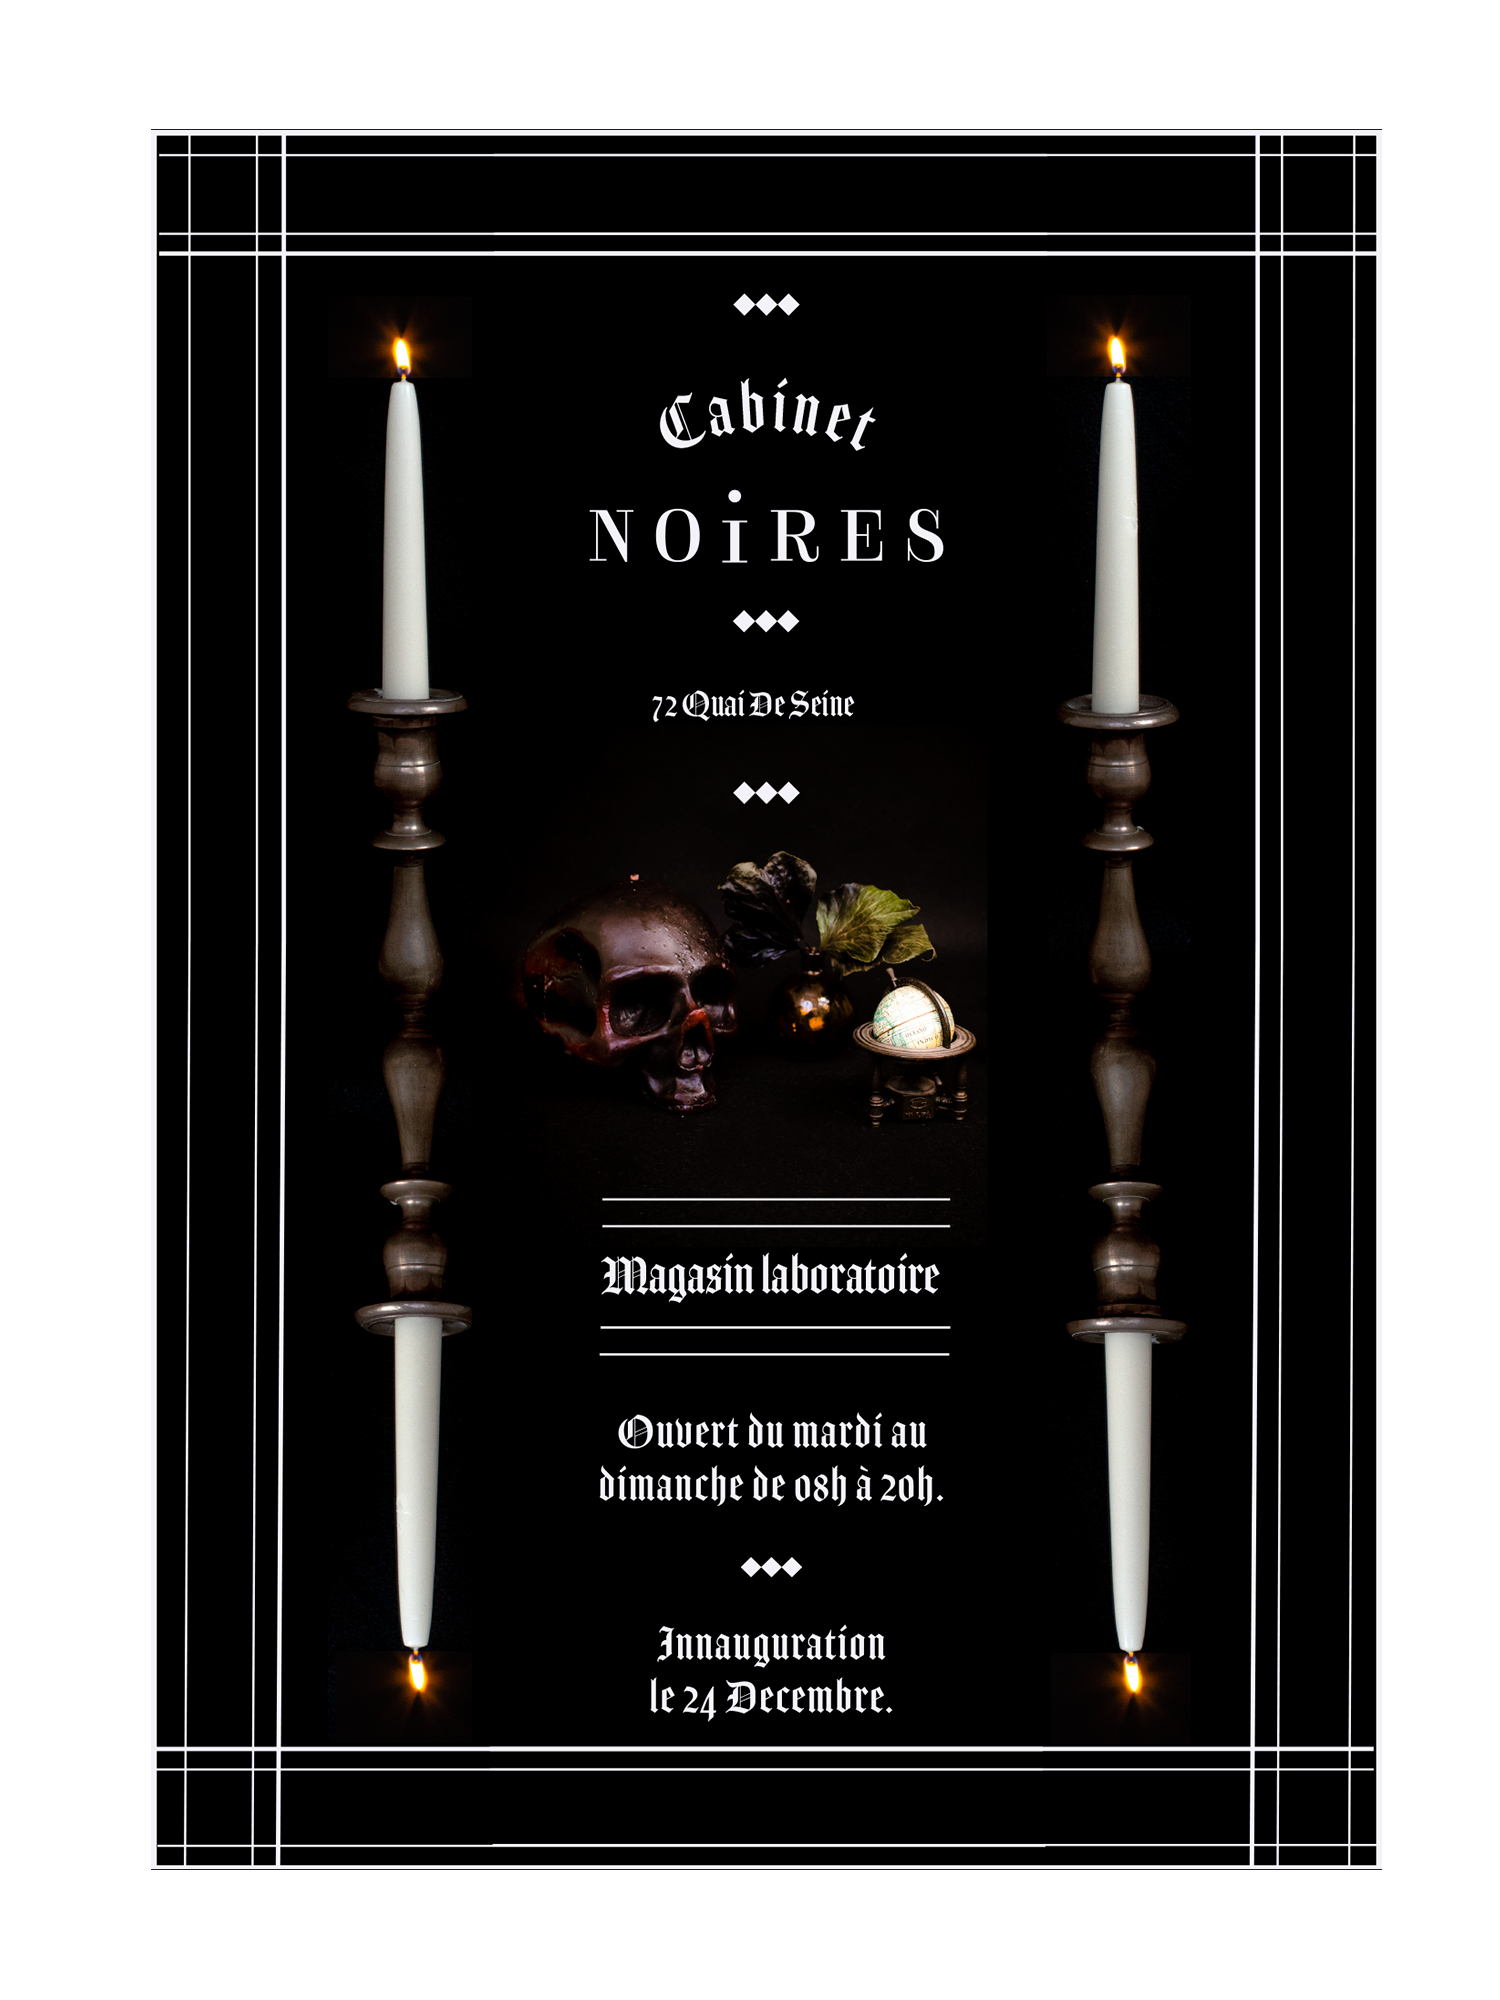 Cabinet
NOiRES
72 Quai De Seine
Magasin laboratoire
Ouvert du mardi au
dimanche de 08h à 20h.
Innauguration
le 24 Decembre.